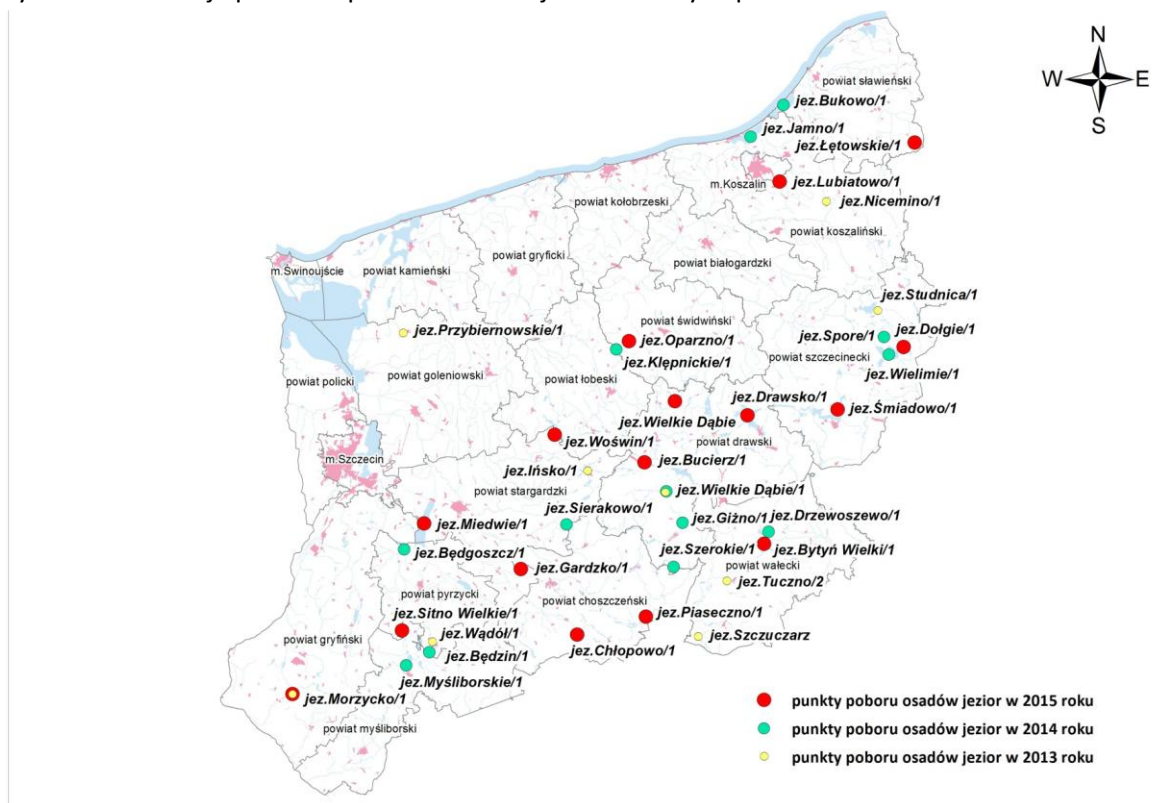 N
W E
S
powiat sławieński
jez.Bukowo/1
jez.Jamno/1
jez.Łętowskie/1
m.Koszalin
jez.Lubiatowo/1
powiat kołobrzeski
jez.Nicemino/1
powiat koszaliński
powiat gryficki
powiat białogardzki
m.Świnoujście
powiat kamieński
jez.Studnica/1
jez.Przybiernowskie/1
powiat świdwiński
jez.Spore/1
jez.Dołgie/1
jez.Oparzno/1
powiat szczecinecki
jez.Klępnickie/1
jez.Wielimie/1
powiat goleniowski
powiat policki
powiat łobeski
jez.Drawsko/1
jez.Śmiadowo/1
jez.Wielkie Dąbie
jez.Woświn/1
powiat drawski
m.Szczecin
jez.Bucierz/1
jez.Ińsko/1
powiat stargardzki
jez.Wielkie Dąbie/1
jez.Sierakowo/1
jez.Giżno/1
jez.Drzewoszewo/1
jez.Miedwie/1
jez.Będgoszcz/1
jez.Szerokie/1
jez.Bytyń Wielki/1
jez.Gardzko/1
powiat wałecki
jez.Tuczno/2
powiat pyrzycki
powiat choszczeński
jez.Sitno Wielkie/1
jez.Piaseczno/1
jez.Wądół/1
powiat gryfiński
jez.Szczuczarz
jez.Chłopowo/1
jez.Będzin/1
jez.Myśliborskie/1
jez.Morzycko/1
powiat myśliborski
punkty poboru osadów jezior w 2015 roku
punkty poboru osadów jezior w 2014 roku
punkty poboru osadów jezior w 2013 roku